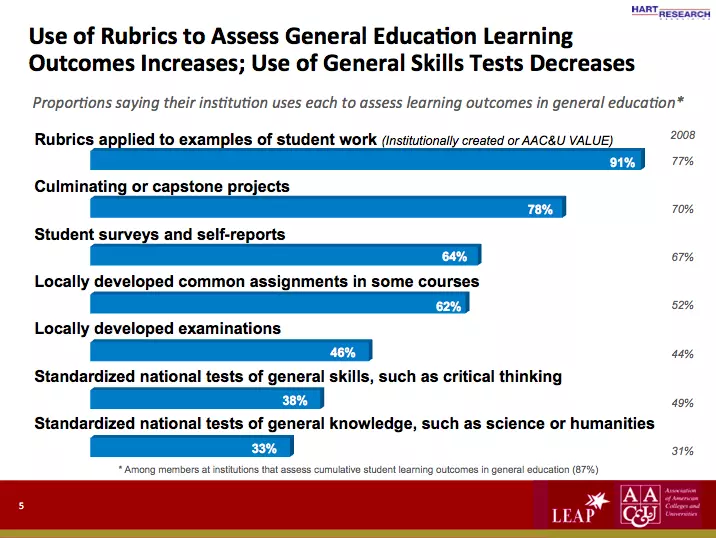 HART
RESEARCH
Use of Rubrics to Assess General Education Learning
Outcomes Increases; Use of General Skills Tests Decreases
Proportions saying their institution uses each to assess learning outcomes in general education*
Rubrics applied to examples of student work (Institutionally created or AAC&U VALUE)
2008
91%
77%
Culminating or capstone projects
78%
70%
Student surveys and self-reports
64%
67%
Locally developed common assignments in some courses
62%
52%
Locally developed examinations
46%
44%
Standardized national tests of general skills, such as critical thinking
38%
49%
Standardized national tests of general knowledge, such as science or humanities
33%
31%
* Among members at institutions that assess cumulative student learning outcomes in general education (87%)
5
LEAP
AA
C&U
Association
of American
Colleges and
Universities